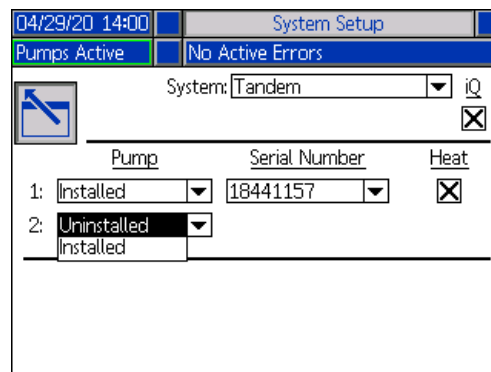 04/29/20 14:00 System Setup
Pumps Active No Active Errors
System: Tandem iQ
Pump Serial Number Heat
1: Installed 18441157
2: Uninstalled
Installed